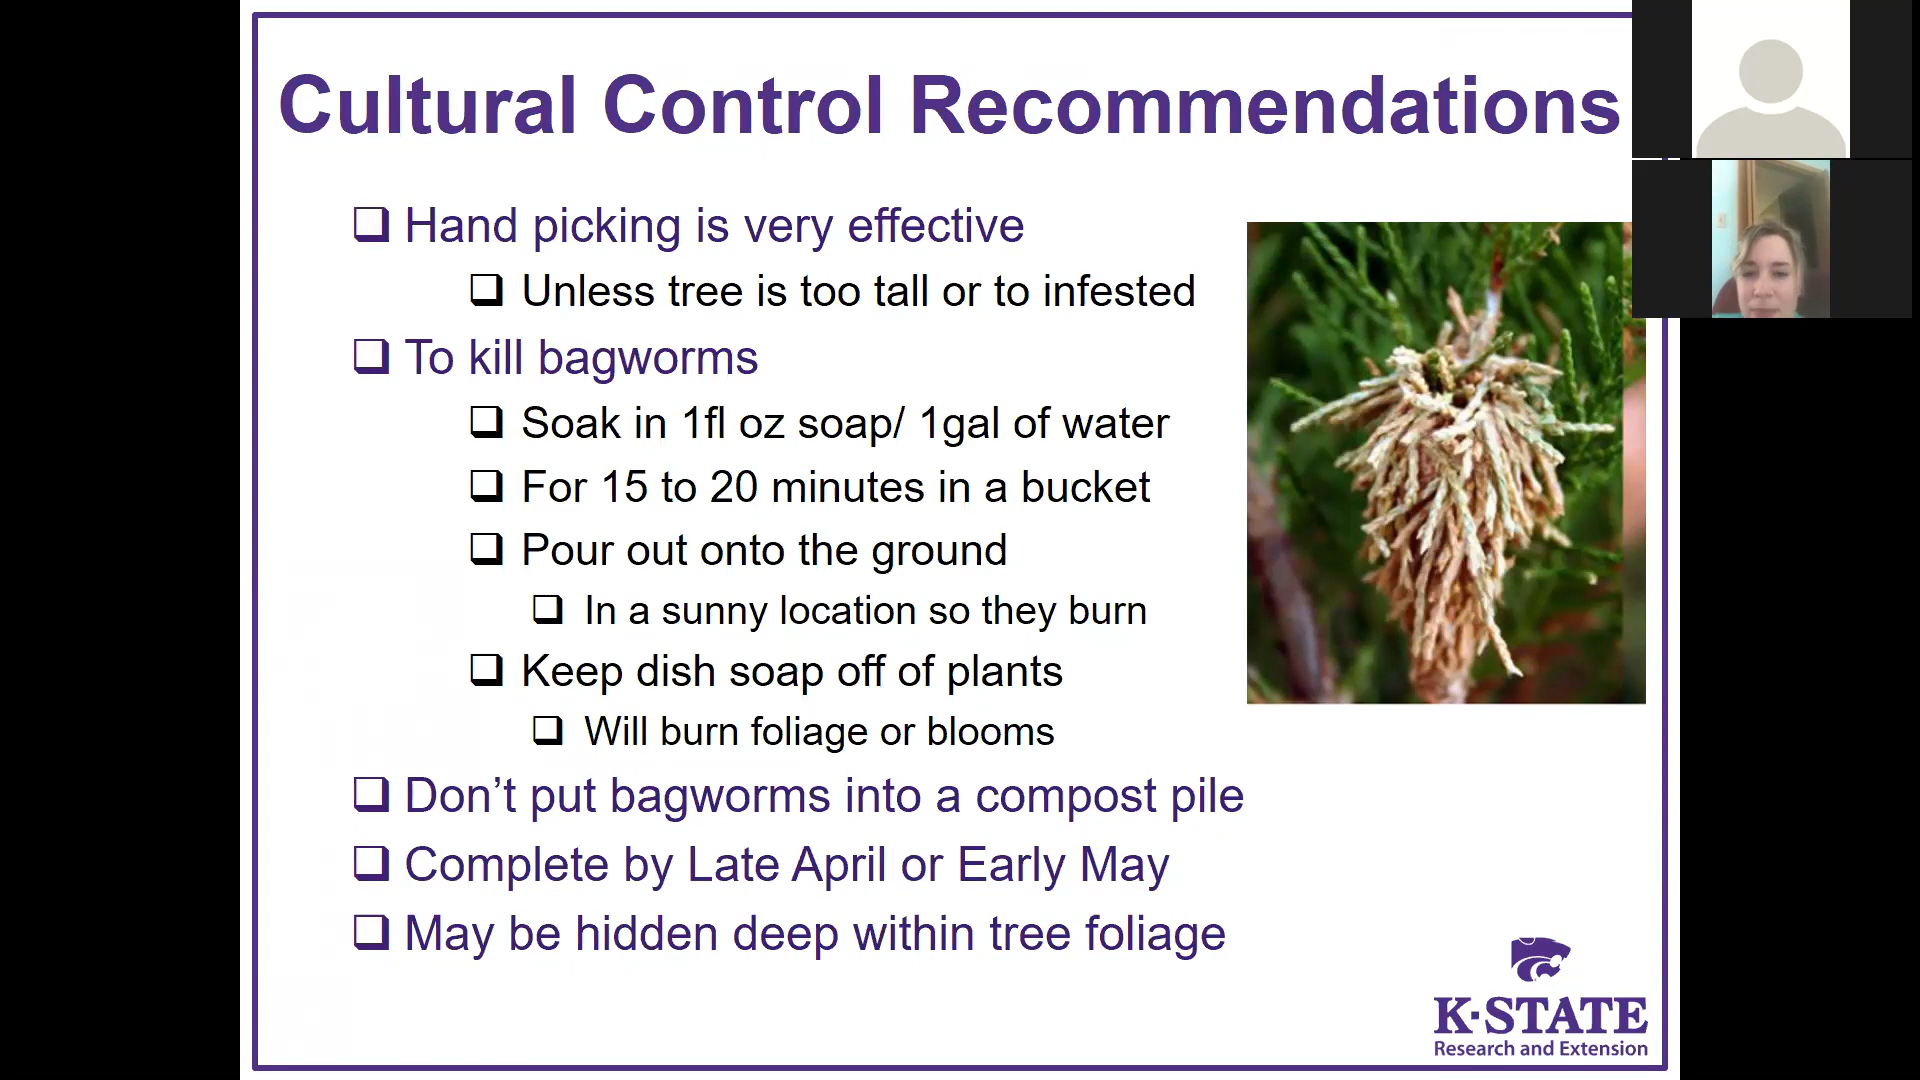 Cultural Control Recommendations
Hand picking is very effective
Unless tree is too tall or to infested
To kill bagworms
Soak in 1fl oz soap/ 1gal of water
For 15 to 20 minutes in a bucket
Pour out onto the ground
In a sunny location so they burn
Keep dish soap off of plants
Will burn foliage or blooms
Don’t put bagworms into a compost pile
Complete by Late April or Early May
May be hidden deep within tree foliage
K·STATE
Research and Extension